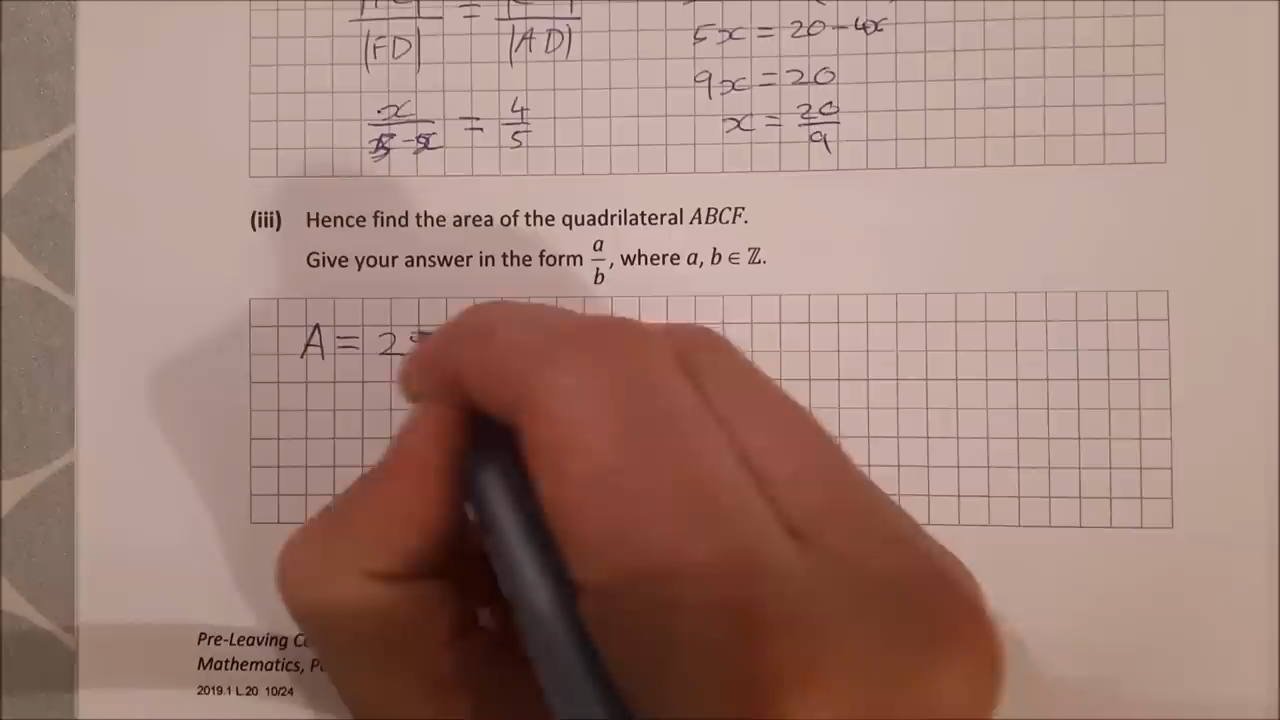 |FD| = |AD|
5x = 20 - 4x
9x = 20
x/5-x = 4/5
x = 20/9
(iii) Hence find the area of the quadrilateral ABCF.
Give your answer in the form a/b, where a, b ∈ ℤ.
A = 2
Pre-Leaving
Mathematics,
2019.1 L.20 10/24